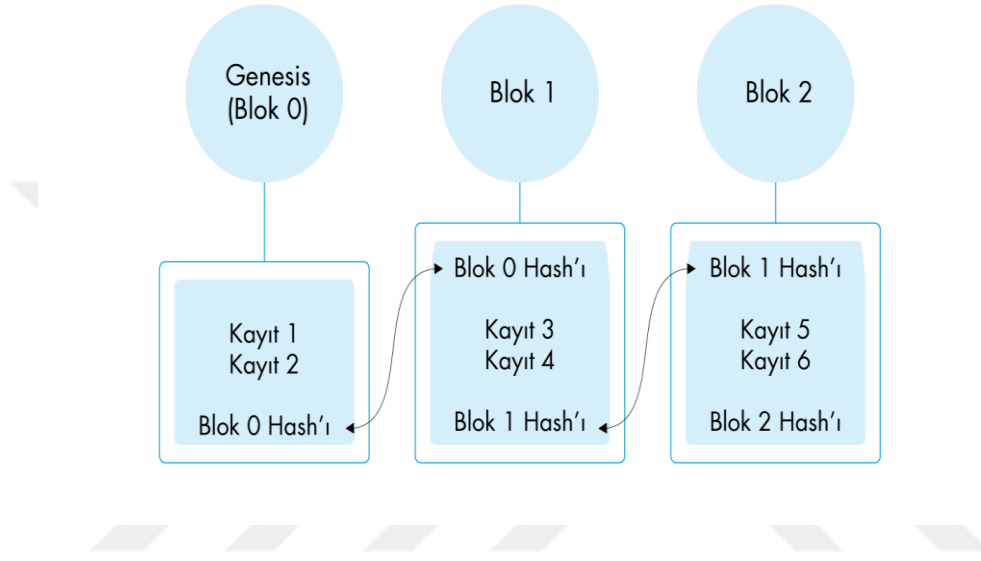 Genesis
(Blok 0)
Kayıt 1
Kayıt 2
Blok 0 Hash'ı
Blok 1
Blok 0 Hash'ı
Kayıt 3
Kayıt 4
Blok 1 Hash'ı
Blok 2
Blok 1 Hash'ı
Kayıt 5
Kayıt 6
Blok 2 Hash'ı